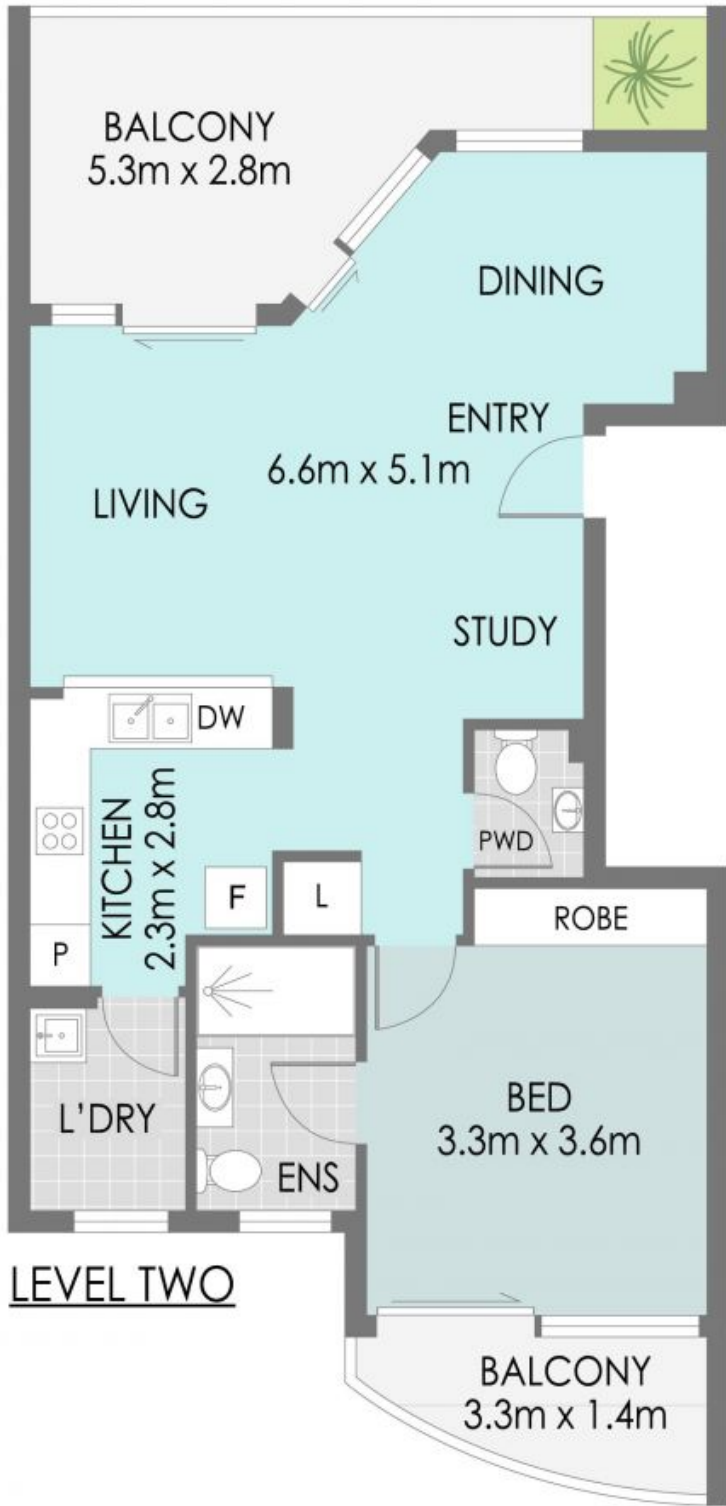 BALCONY
5.3m x 2.8m
DINING
ENTRY
6.6m x 5.1m
LIVING
STUDY
DW
KITCHEN
2.3m x 2.8m
PWD
F
L
P
ROBE
L'DRY
ENS
BED
3.3m x 3.6m
LEVEL TWO
BALCONY
3.3m x 1.4m